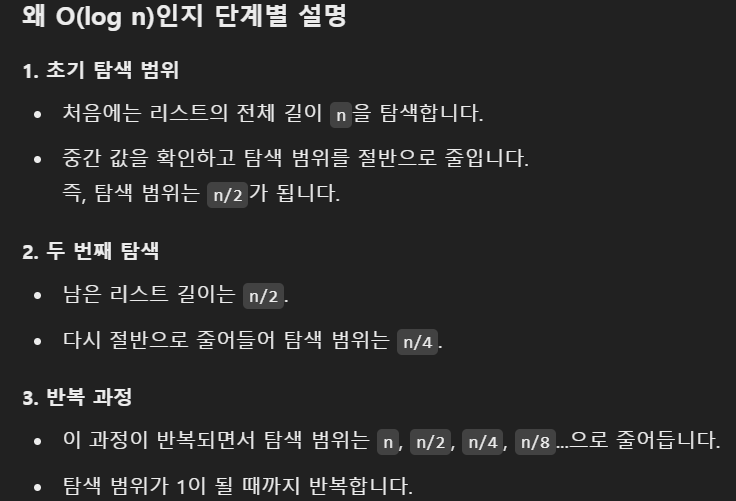 왜 O(log n)인지 단계별 설명
1. 초기 탐색 범위
• 처음에는 리스트의 전체 길이 n을 탐색합니다.
• 중간 값을 확인하고 탐색 범위를 절반으로 줄입니다.
즉, 탐색 범위는 n/2가 됩니다.
2. 두 번째 탐색
• 남은 리스트 길이는 n/2.
• 다시 절반으로 줄어들어 탐색 범위는 n/4.
3. 반복 과정
• 이 과정이 반복되면서 탐색 범위는 n, n/2, n/4, n/8…으로 줄어듭니다.
• 탐색 범위가 1이 될 때까지 반복합니다.